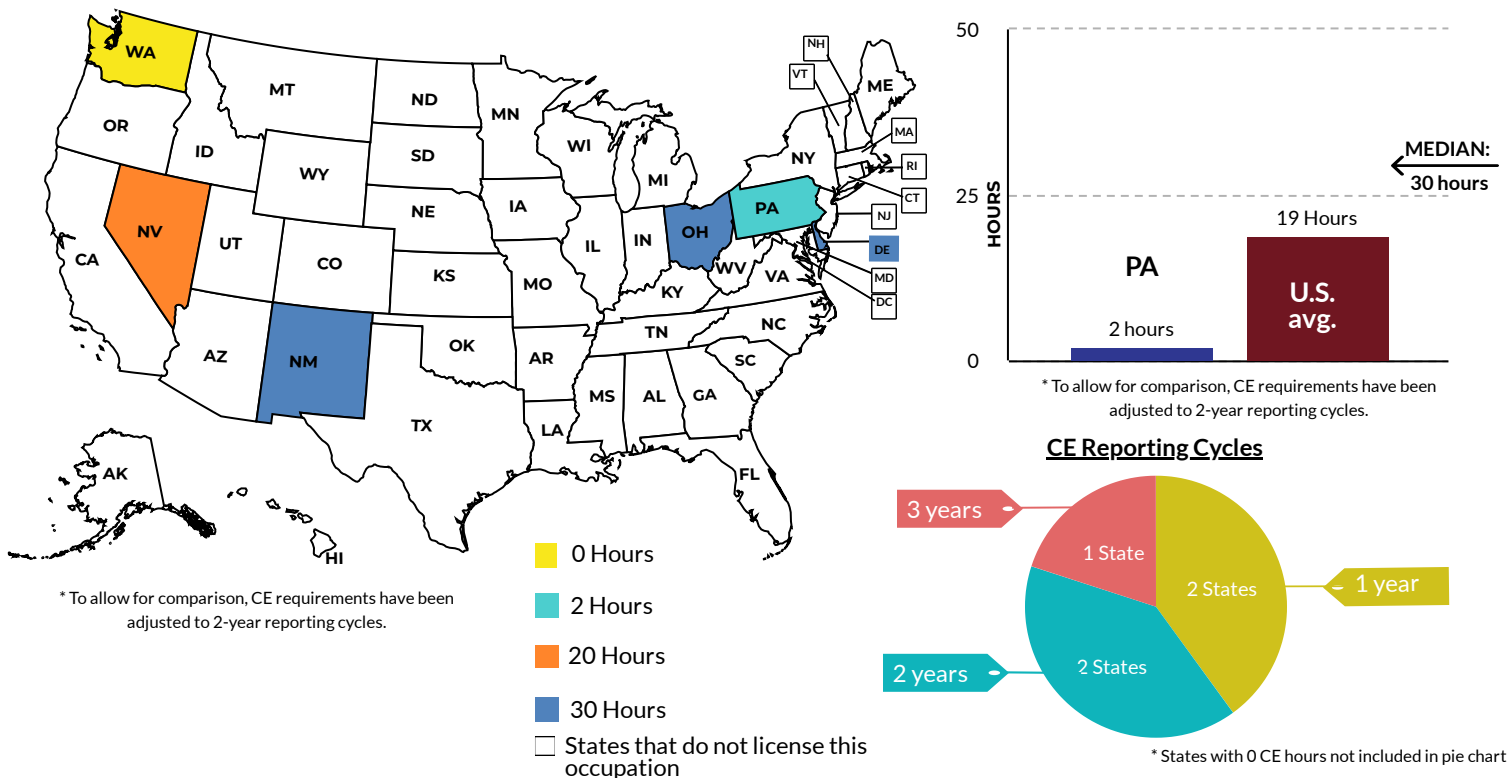 WA
MT
ND
MN
OR
ID
WY
SD
WI
MI
NY
ME
NH
VT
MA
RI
CT
NJ
DE
MD
DC
NV
UT
CA
CO
NE
KS
IA
MO
IL
IN
OH
PA
WV
VA
KY
NC
TN
SC
AZ
NM
OK
AR
TX
LA
MS
AL
GA
FL
AK
HI
* To allow for comparison, CE requirements have been
adjusted to 2-year reporting cycles.
0 Hours
2 Hours
20 Hours
30 Hours
States that do not license this
occupation
50
25
0
HOURS
MEDIAN:
30 hours
PA
2 hours
19 Hours
U.S.
avg.
* To allow for comparison, CE requirements have been
adjusted to 2-year reporting cycles.
CE Reporting Cycles
3 years
1 State
2 States
1 year
2 years
2 States
* States with 0 CE hours not included in pie chart